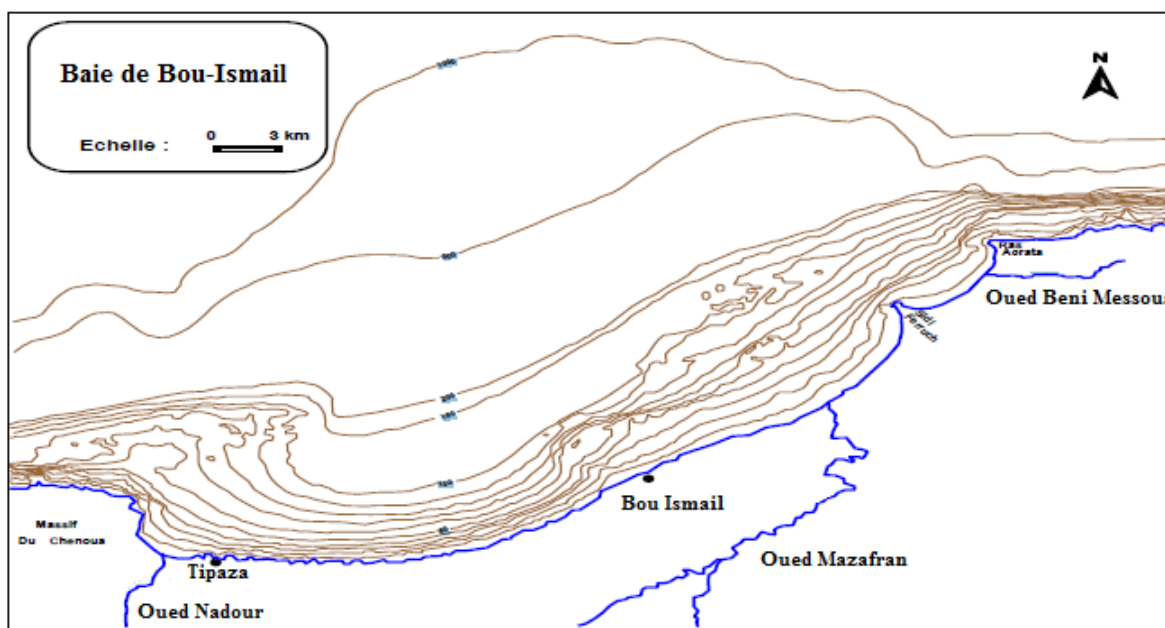 Baie de Bou-Ismail
0 3 km
Echelle :
N
Ras
Acrata
Oued Beni Messous
Sidi
Ferruch
Bou Ismail
Massif
Du Chenoua
Tipaza
Oued Mazafran
Oued Nadour